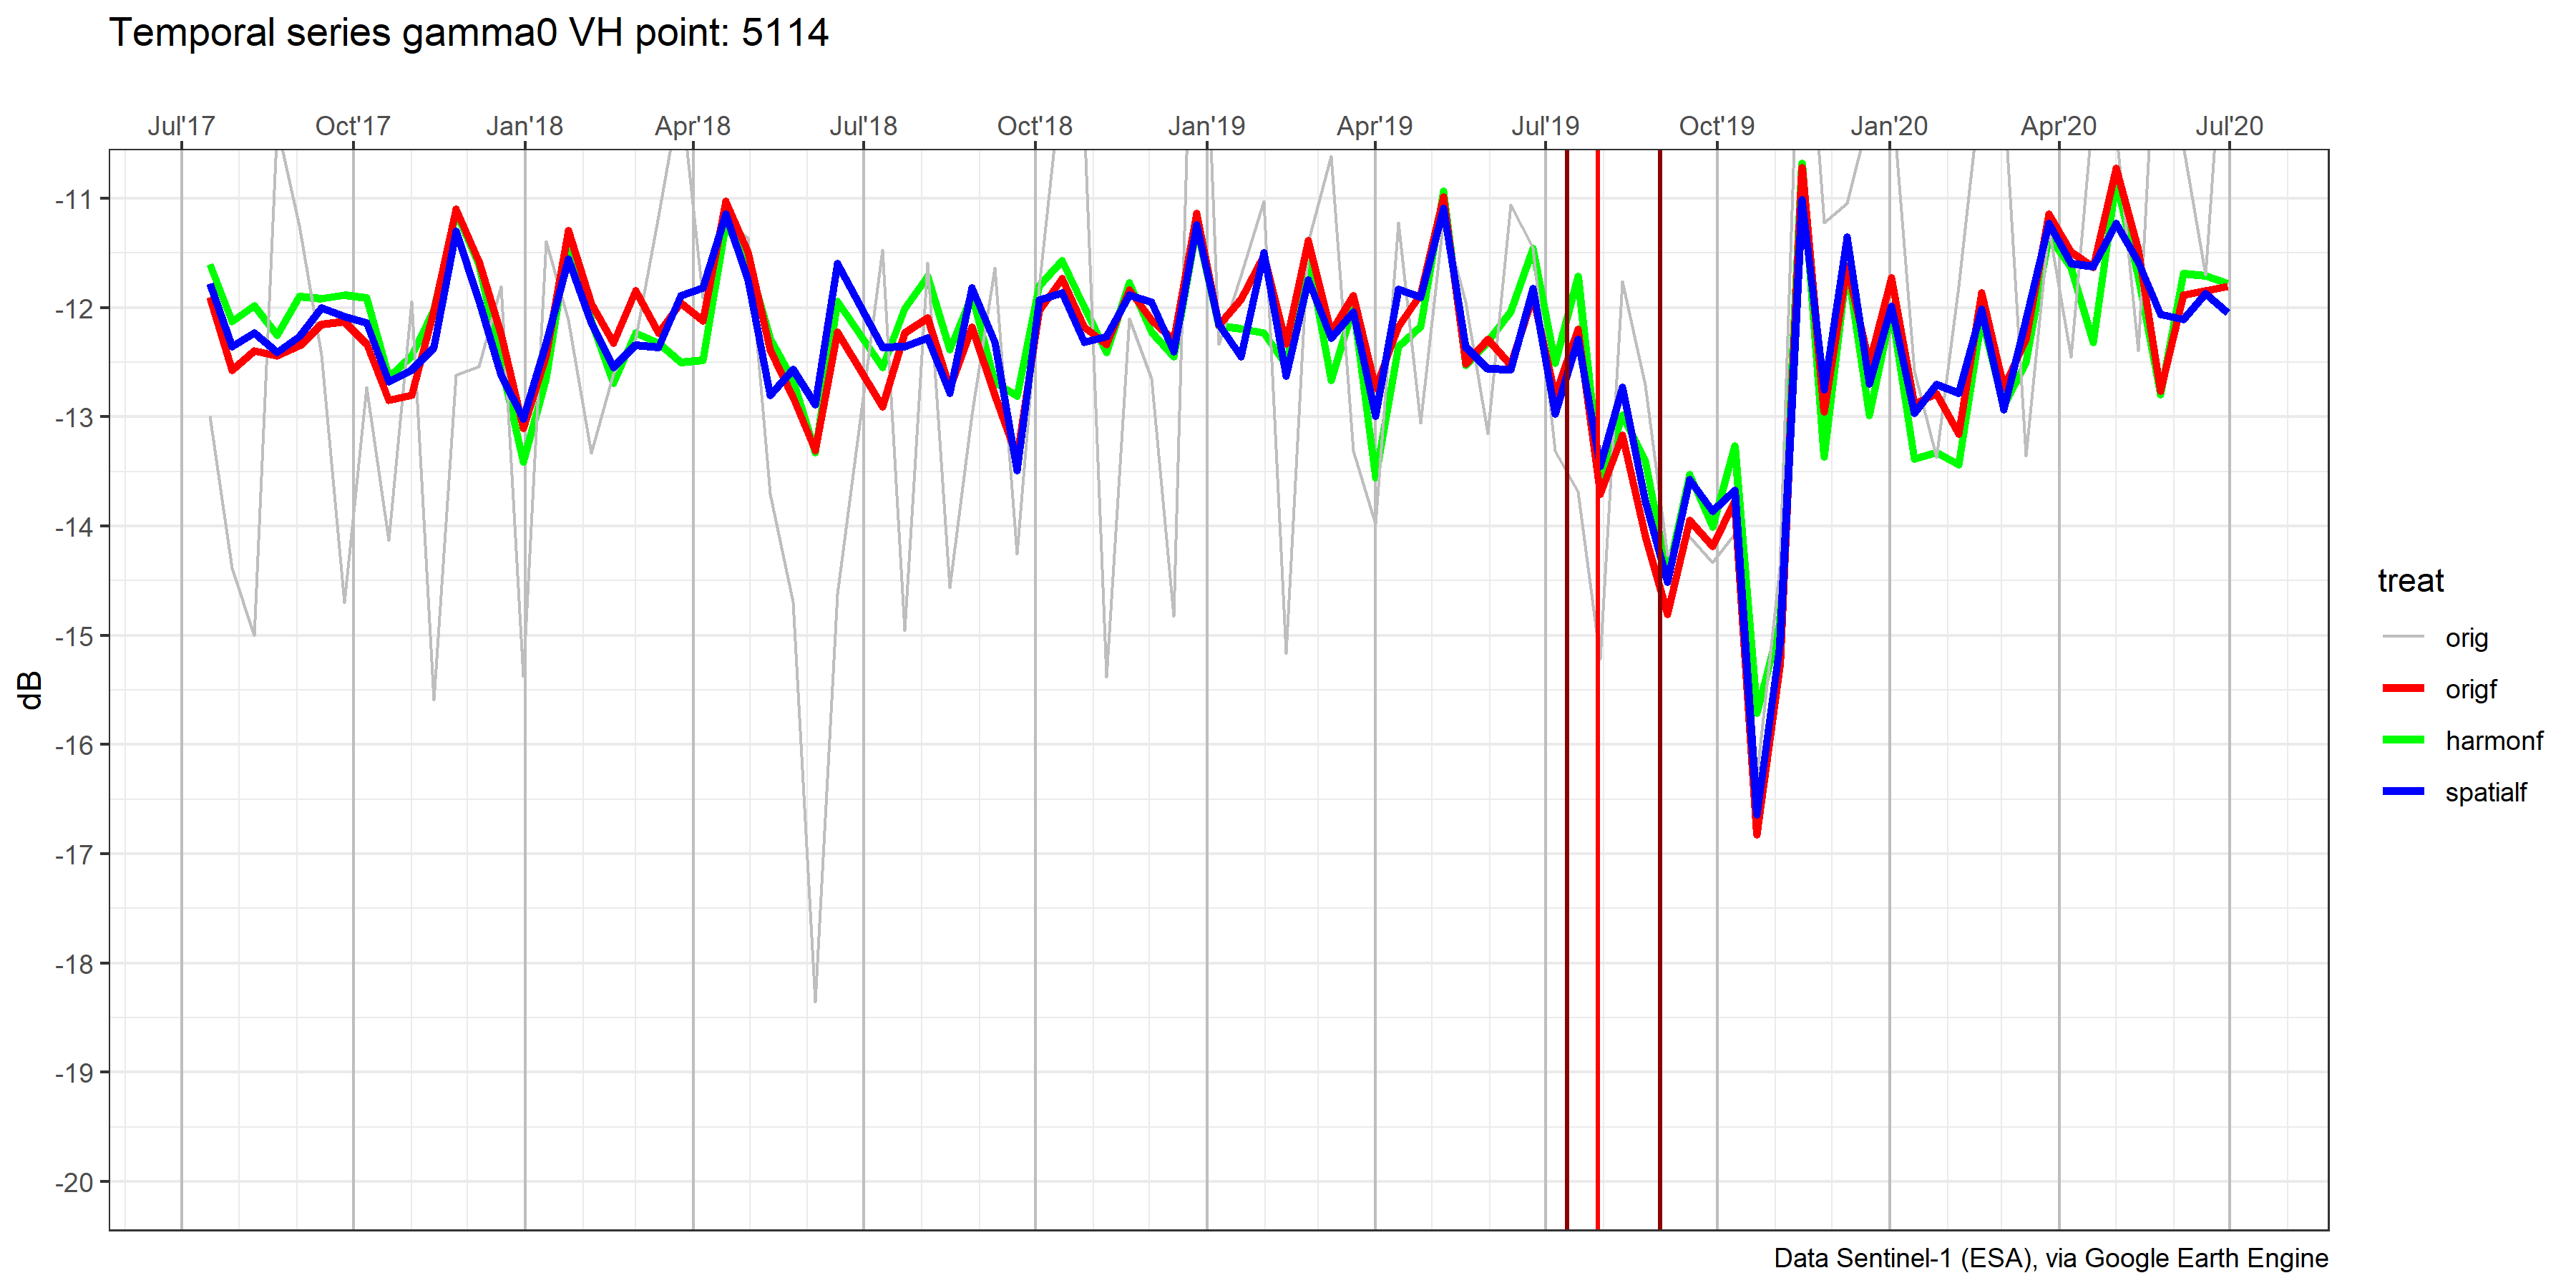 Temporal series gamma0 VH point: 5114
Jul'17 Oct'17 Jan'18 Apr'18 Jul'18 Oct'18 Jan'19 Apr'19 Jul'19 Oct'19 Jan'20 Apr'20 Jul'20
-11
-12
-13
-14
-15
-16
-17
-18
-19
-20
dB
treat
orig
origf
harmonf
spatialf
Data Sentinel-1 (ESA), via Google Earth Engine